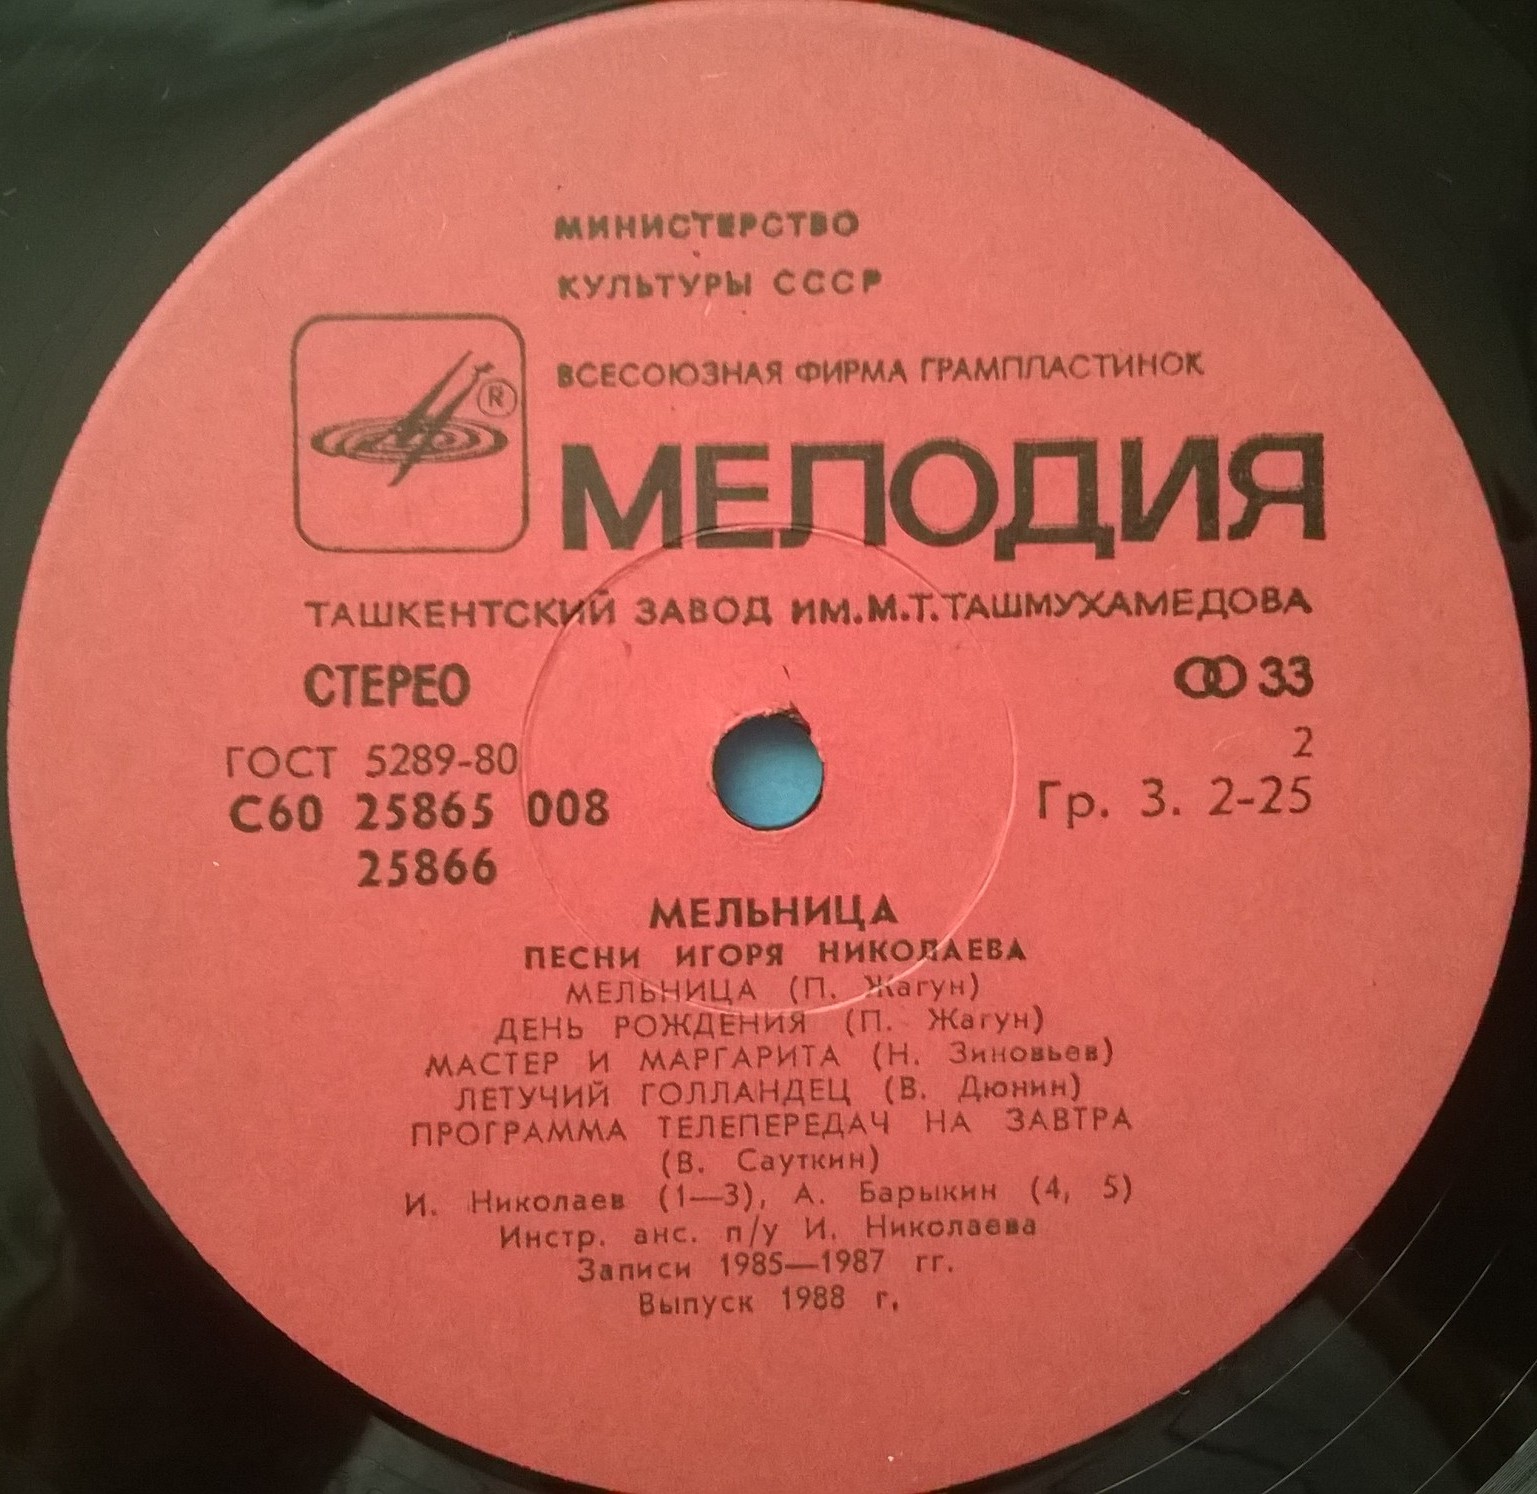 МИНИСТЕРСТВО
КУЛЬТУРЫ СССР
ВСЕСОЮЗНАЯ ФИРМА ГРАМПЛАСТИНОК
®
МЕЛОДИЯ
ТАШКЕНТСКИЙ ЗАВОД ИМ.М.Т.ТАШМУХАМЕДОВА
СТЕРЕО
33
ГОСТ 5289-80
2
С60 25865 008
Гр. 3. 2-25
25866
МЕЛЬНИЦА
ПЕСНИ ИГОРЯ НИКОЛАЕВА
МЕЛЬНИЦА (П. Жагун)
ДЕНЬ РОЖДЕНИЯ (П. Жагун)
МАСТЕР И МАРГАРИТА (Н. Зиновьев)
ЛЕТУЧИЙ ГОЛЛАНДЕЦ (В. Дюнин)
ПРОГРАММА ТЕЛЕПЕРЕДАЧ НА ЗАВТРА
(В. Сауткин)
И. Николаев (1—3), А. Барыкин (4, 5)
Инстр. анс. п/у И. Николаева
Записи 1985—1987 гг.
Выпуск 1988 г.